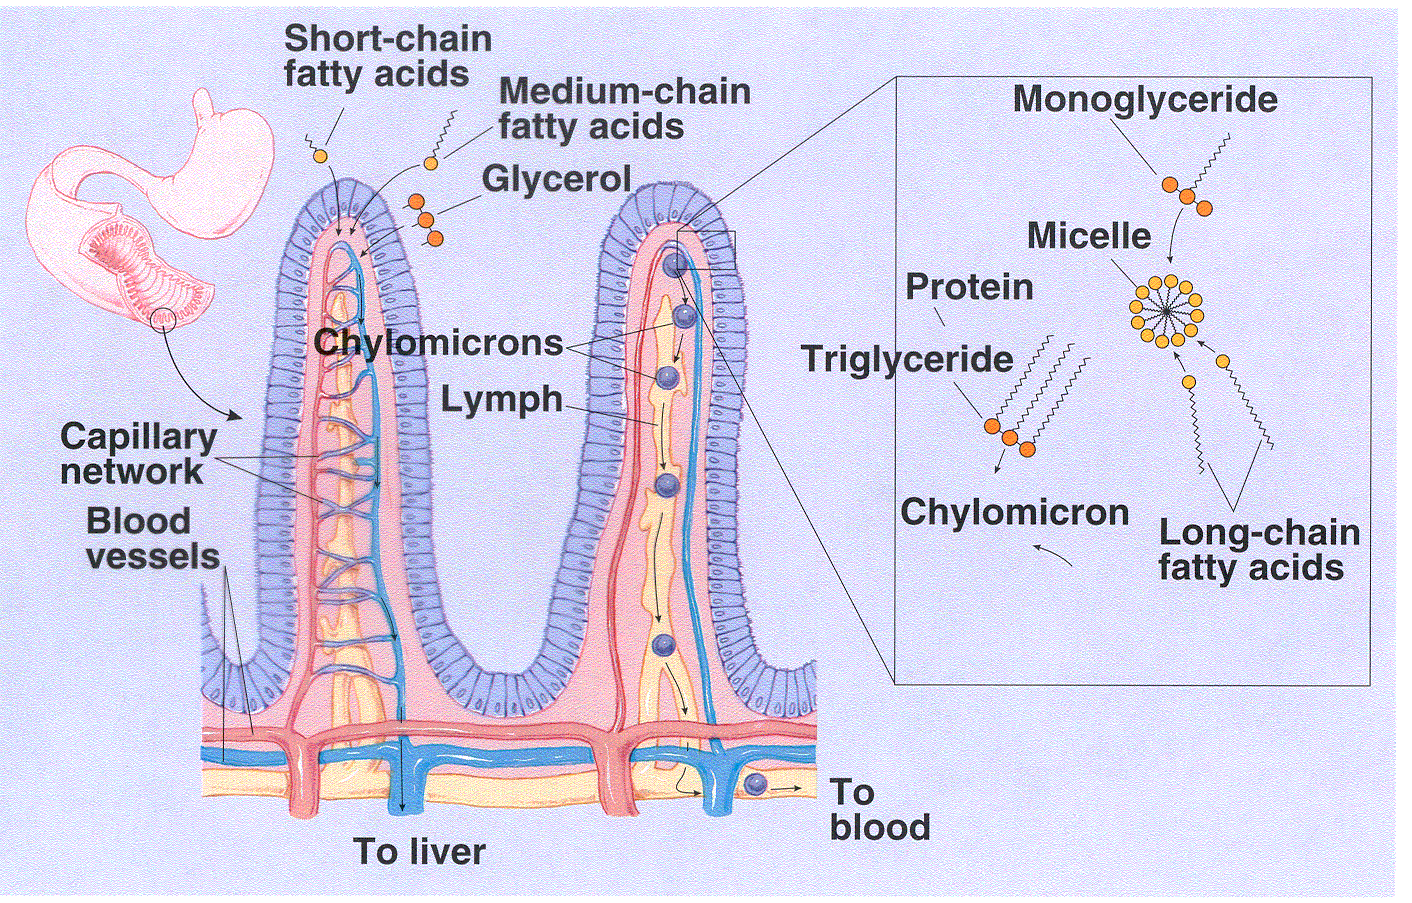 Short-chain
fatty acids
Medium-chain
fatty acids
Glycerol
Chylomicrons
Lymph
Capillary
network
Blood
vessels
To liver
To
blood
Monoglyceride
Micelle
Protein
Triglyceride
Chylomicron
Long-chain
fatty acids